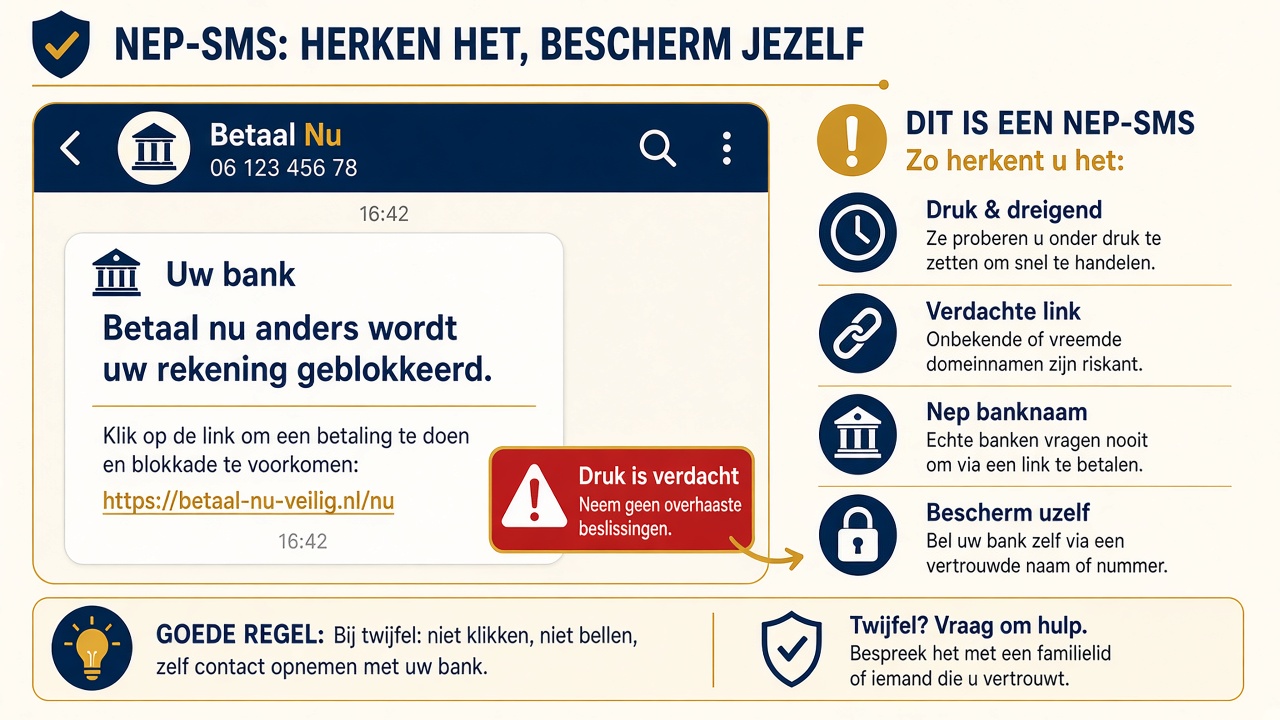 NEP-SMS: HERKEN HET, BESCHERM JEZELF
Betaal Nu
06 123 456 78
16:42
Uw bank
Betaal nu anders wordt
uw rekening geblokkeerd.
Klik op de link om een betaling te doen
en blokkade te voorkomen:
https://betaal-nu-veilig.nl/nu
16:42
Druk is verdacht
Neem geen overhaaste
beslissingen.
DIT IS EEN NEP-SMS
Zo herkent u het:
Druk & dreigend
Ze proberen u onder druk te
zetten om snel te handelen.
Verdachte link
Onbekende of vreemde
domeinnamen zijn riskant.
Nep banknaam
Echte banken vragen nooit
om via een link te betalen.
Bescherm uzelf
Bel uw bank zelf via een
vertrouwde naam of nummer.
GOEDE REGEL: Bij twijfel: niet klikken, niet bellen,
zelf contact opnemen met uw bank.
Twijfel? Vraag om hulp.
Bespreek het met een familielid
of iemand die u vertrouwt.